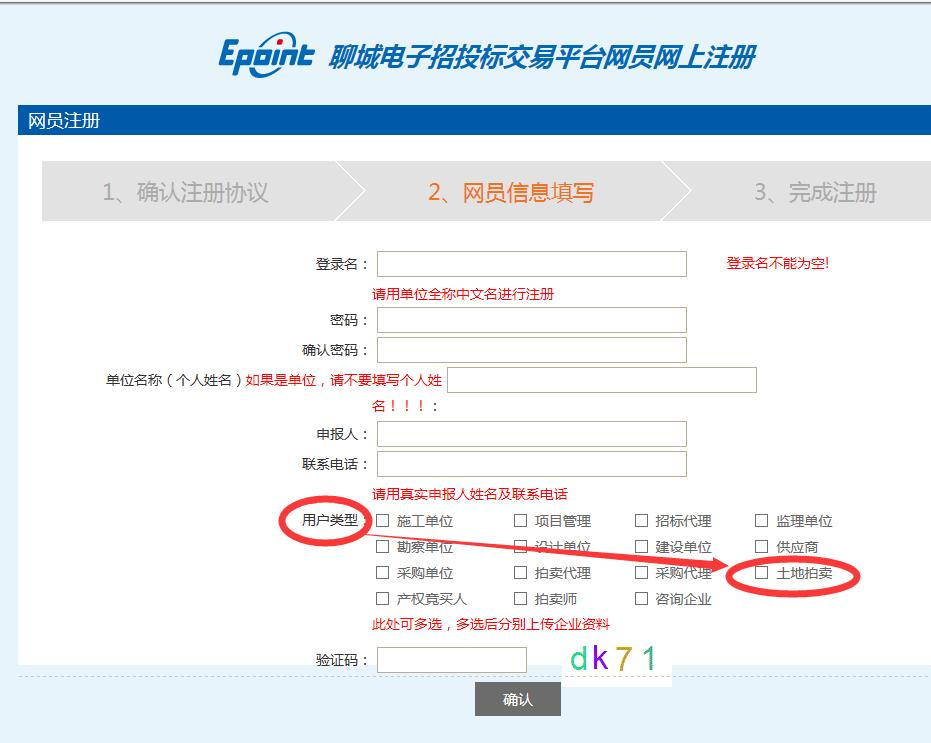 Epoint 聊城电子招投标交易平台网员网上注册
网员注册
1、确认注册协议 2、网员信息填写 3、完成注册
登录名： 登录名不能为空!
请用单位全称中文名进行注册
密码：
确认密码：
单位名称（个人姓名）如果是单位，请不要填写个人姓
名！！！：
申报人：
联系电话：
请用真实申报人姓名及联系电话
用户类型 施工单位 项目管理 招标代理 监理单位
勘察单位 设计单位 建设单位 供应商
采购单位 拍卖代理 采购代理 土地拍卖
产权竟买人 拍卖师 咨询企业
此处可多选，多选后分别上传企业资料
验证码： dk71
确认